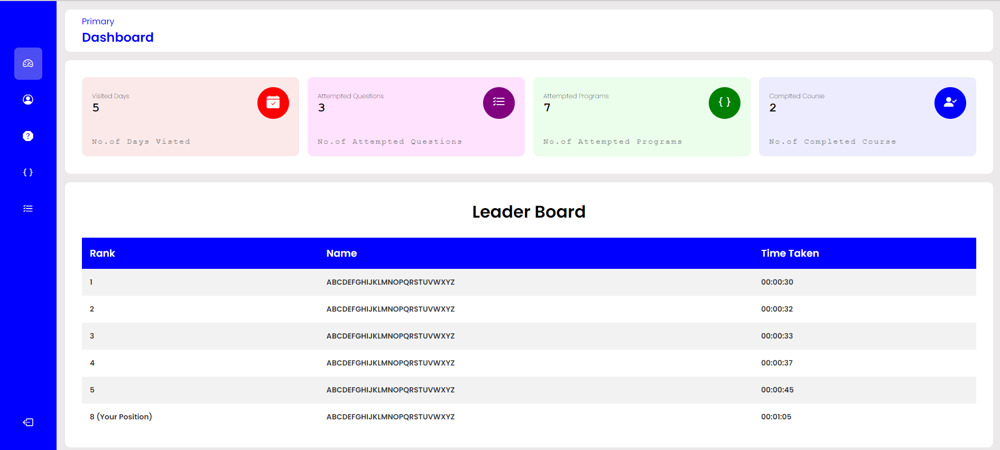 Primary
Dashboard
Visited Days
5
No.of Days Visted
Attempted Questions
3
No.of Attempted Questions
Attempted Programs
7
No.of Attempted Programs
Complted Course
2
No.of Completed Course
Leader Board
Rank Name Time Taken
1 ABCDEFGHIJKLMNOPQRSTUVWXYZ 00:00:30
2 ABCDEFGHIJKLMNOPQRSTUVWXYZ 00:00:32
3 ABCDEFGHIJKLMNOPQRSTUVWXYZ 00:00:33
4 ABCDEFGHIJKLMNOPQRSTUVWXYZ 00:00:37
5 ABCDEFGHIJKLMNOPQRSTUVWXYZ 00:00:45
8 (Your Position) ABCDEFGHIJKLMNOPQRSTUVWXYZ 00:01:05